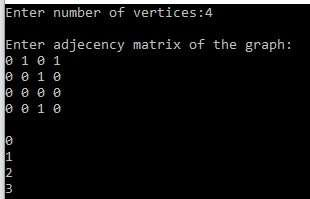 Enter number of vertices:4
Enter adjecency matrix of the graph:
0 1 0 1
0 0 1 0
0 0 0 0
0 0 1 0
0
1
2
3